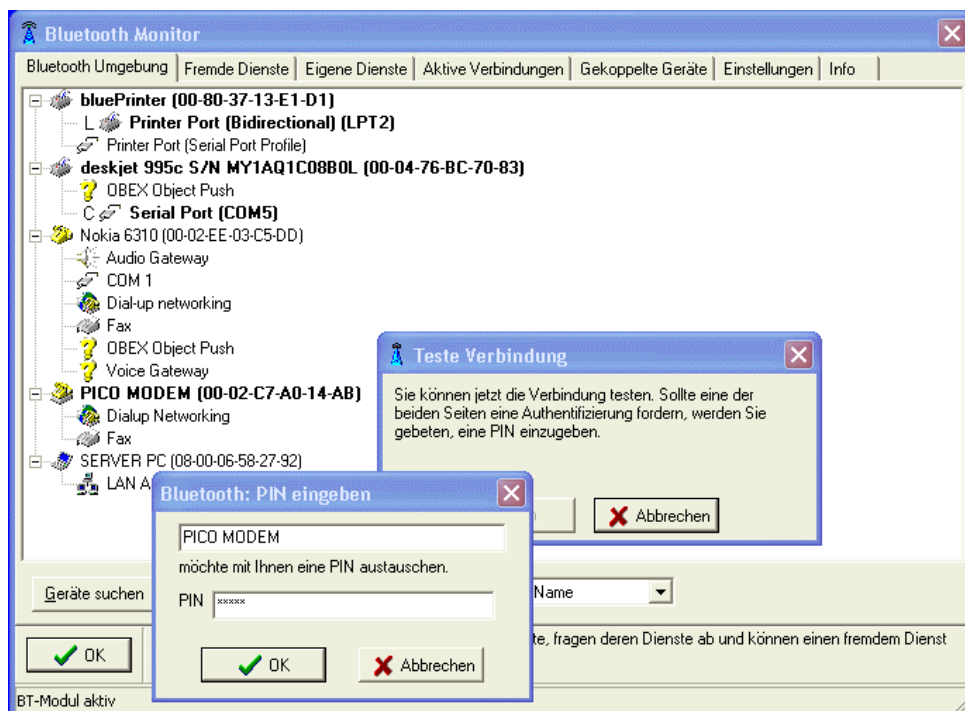 Bluetooth Monitor
Bluetooth Umgebung Fremde Dienste Eigene Dienste Aktive Verbindungen Gekoppelte Geräte Einstellungen Info
bluePrinter (00-80-37-13-E1-D1)
L Printer Port (Bidirectional) (LPT2)
Printer Port (Serial Port Profile)
deskjet 995c S/N MY1AQ1C08B0L (00-04-76-BC-70-83)
OBEX Object Push
C Serial Port (COM5)
Nokia 6310 (00-02-EE-03-C5-DD)
Audio Gateway
COM 1
Dial-up networking
Fax
OBEX Object Push
Voice Gateway
PICO MODEM (00-02-C7-A0-14-AB)
Dialup Networking
Fax
SERVER PC (08-00-06-58-27-92)
LAN A
Teste Verbindung
Sie können jetzt die Verbindung testen. Sollte eine der
beiden Seiten eine Authentifizierung fordern, werden Sie
gebeten, eine PIN einzugeben.
Abbrechen
Bluetooth: PIN eingeben
PICO MODEM
möchte mit Ihnen eine PIN austauschen.
PIN xxxxx
OK Abbrechen
Geräte suchen
Name
OK
te, fragen deren Dienste ab und können einen fremdem Dienst
BT-Modul aktiv